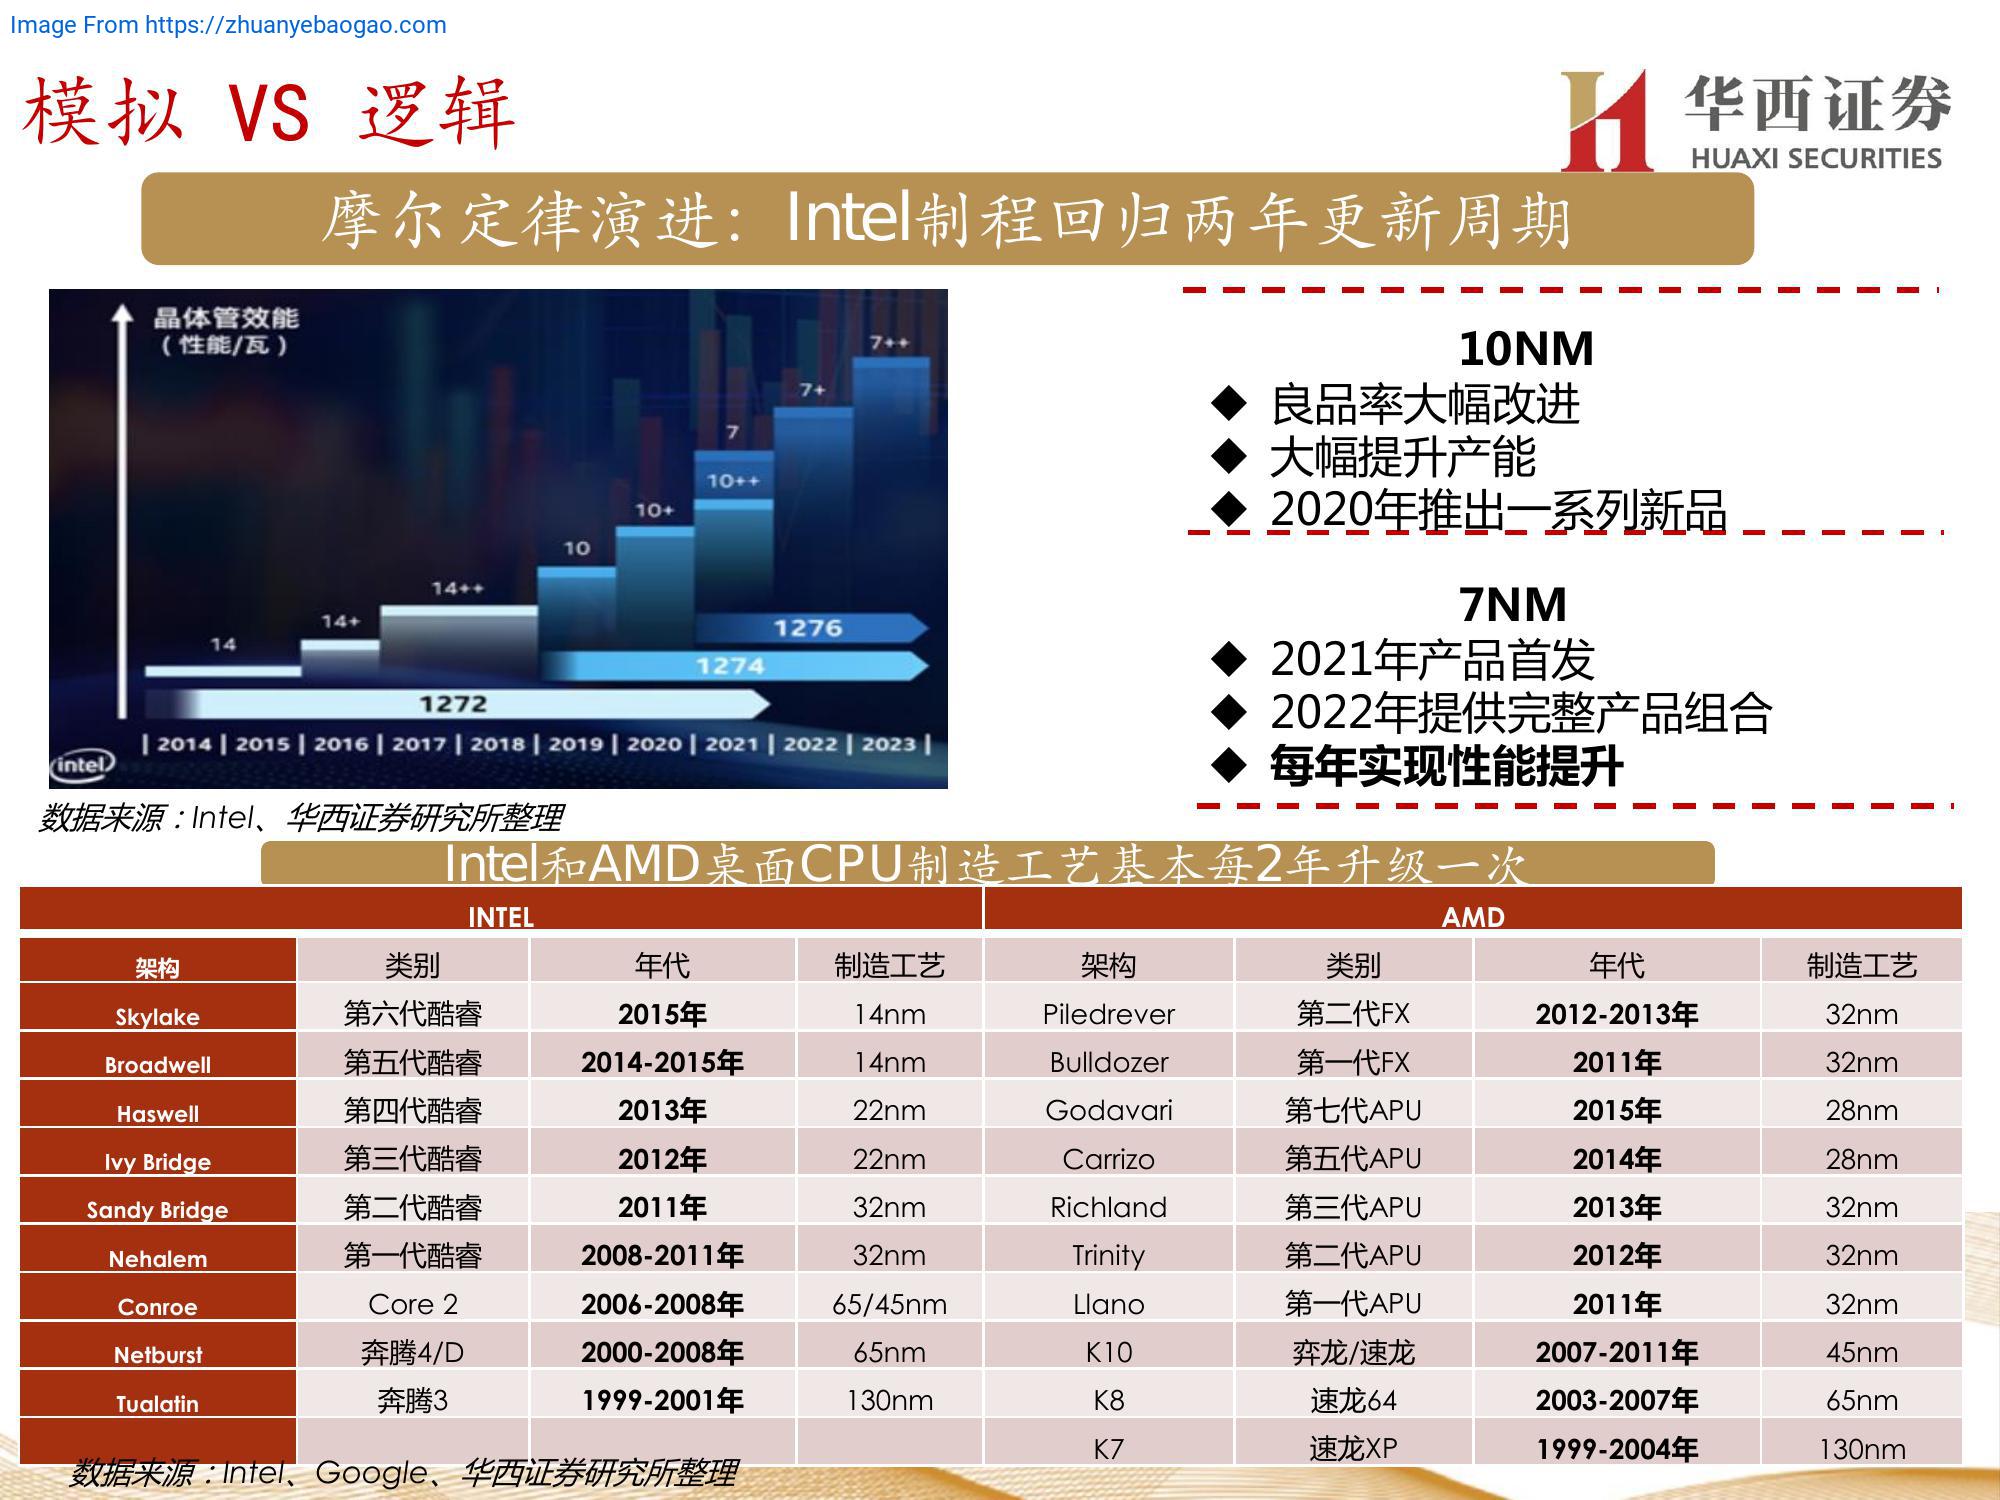 Image From https://zhuanyebaogao.com
模拟 VS 逻辑
华西证券
HUAXI SECURITIES
摩尔定律演进：Intel制程回归两年更新周期
晶体管效能
（性能/瓦）
7++
7+
7
10++
10+
10
14++
14+
14
1276
1274
1272
| 2014 | 2015 | 2016 | 2017 | 2018 | 2019 | 2020 | 2021 | 2022 | 2023 |
intel
10NM
◆ 良品率大幅改进
◆ 大幅提升产能
◆ 2020年推出一系列新品
7NM
◆ 2021年产品首发
◆ 2022年提供完整产品组合
◆ 每年实现性能提升
数据来源：Intel、华西证券研究所整理
Intel和AMD桌面CPU制造工艺基本每2年升级一次
INTEL AMD
架构 类别 年代 制造工艺 架构 类别 年代 制造工艺
Skylake 第六代酷睿 2015年 14nm Piledrever 第二代FX 2012-2013年 32nm
Broadwell 第五代酷睿 2014-2015年 14nm Bulldozer 第一代FX 2011年 32nm
Haswell 第四代酷睿 2013年 22nm Godavari 第七代APU 2015年 28nm
Ivy Bridge 第三代酷睿 2012年 22nm Carrizo 第五代APU 2014年 28nm
Sandy Bridge 第二代酷睿 2011年 32nm Richland 第三代APU 2013年 32nm
Nehalem 第一代酷睿 2008-2011年 32nm Trinity 第二代APU 2012年 32nm
Conroe Core 2 2006-2008年 65/45nm Llano 第一代APU 2011年 32nm
Netburst 奔腾4/D 2000-2008年 65nm K10 弈龙/速龙 2007-2011年 45nm
Tualatin 奔腾3 1999-2001年 130nm K8 速龙64 2003-2007年 65nm
K7 速龙XP 1999-2004年 130nm
数据来源：Intel、Google、华西证券研究所整理